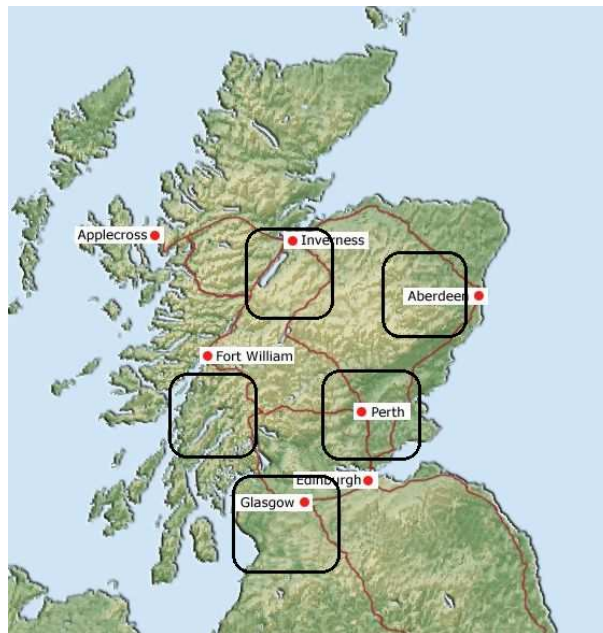 Applecross
Inverness
Aberdeen
Fort William
Perth
Edinburgh
Glasgow